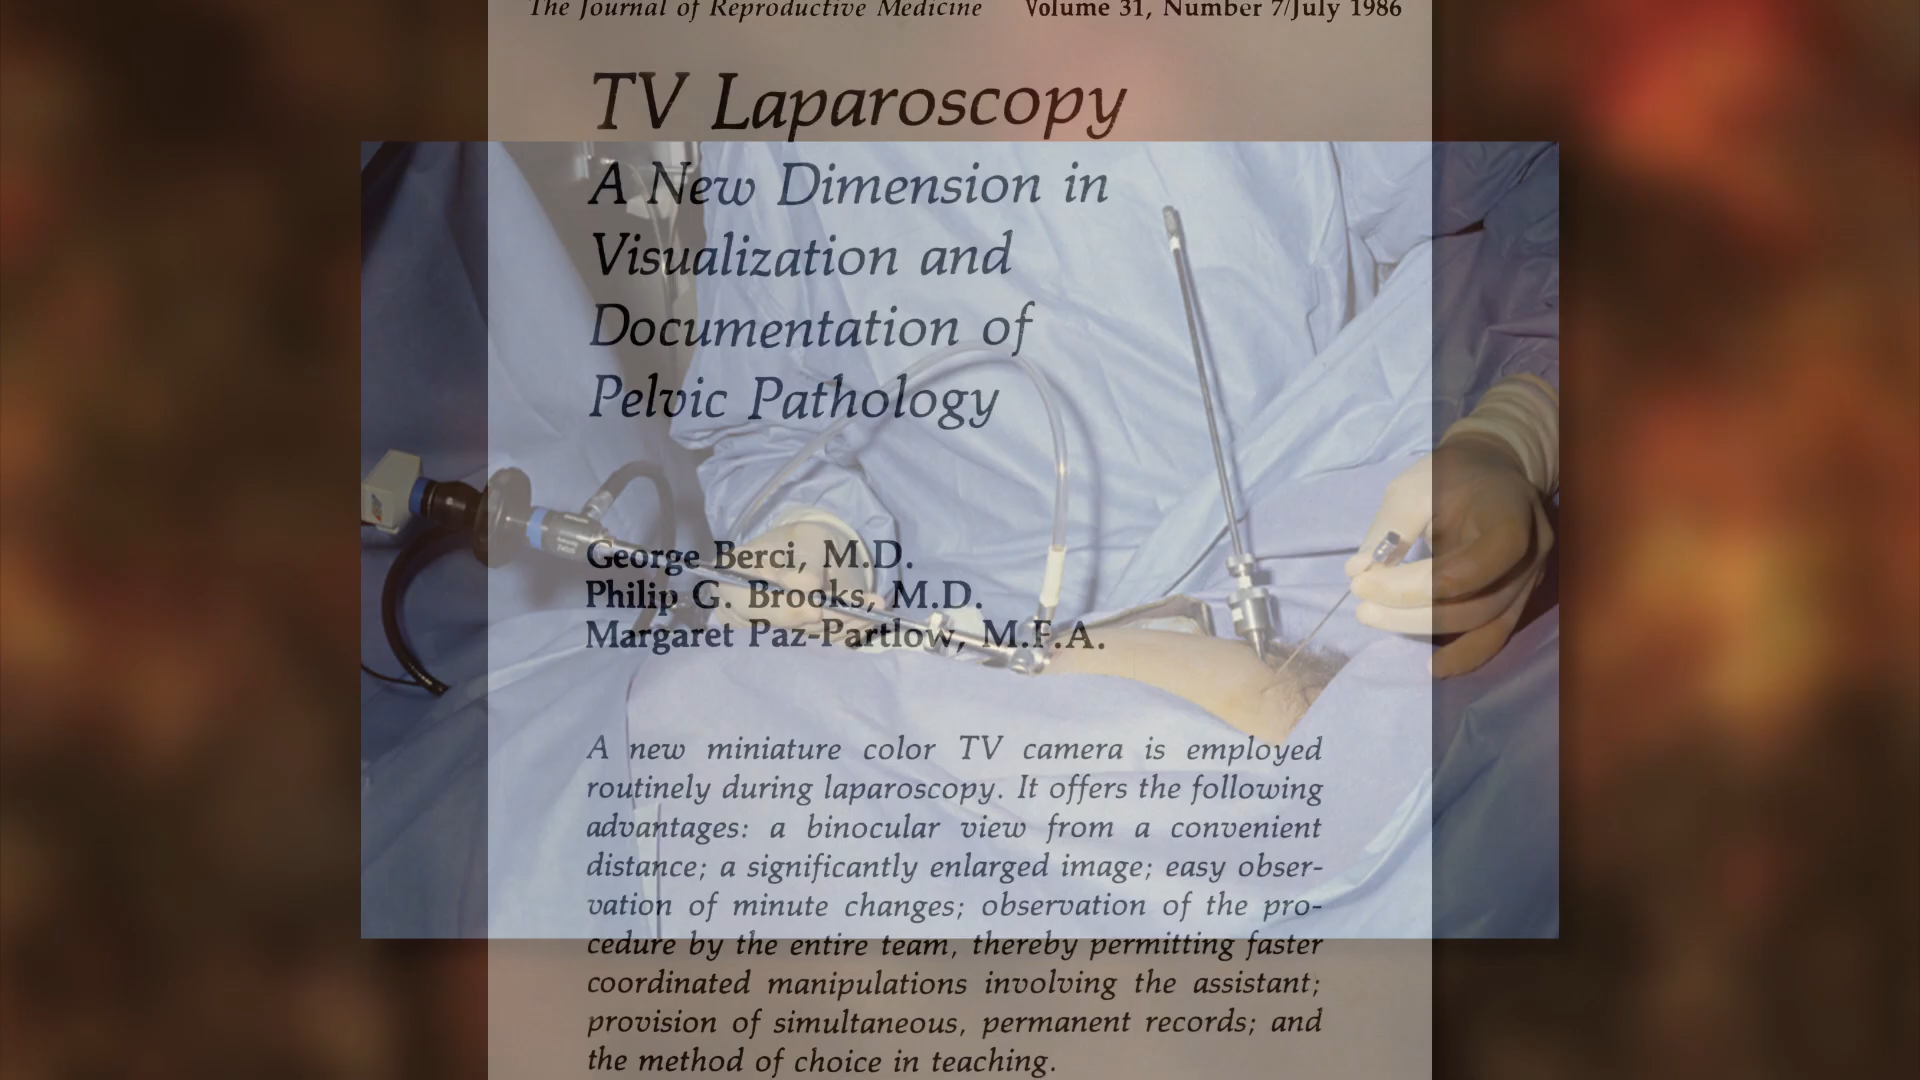 The Journal of Reproductive Medicine Volume 31, Number 7/July 1986
TV Laparoscopy
A New Dimension in
Visualization and
Documentation of
Pelvic Pathology
George Berci, M.D.
Philip G. Brooks, M.D.
Margaret Paz-Partlow, M.F.A.
A new miniature color TV camera is employed
routinely during laparoscopy. It offers the following
advantages: a binocular view from a convenient
distance; a significantly enlarged image; easy obser-
vation of minute changes; observation of the pro-
cedure by the entire team, thereby permitting faster
coordinated manipulations involving the assistant;
provision of simultaneous, permanent records; and
the method of choice in teaching.